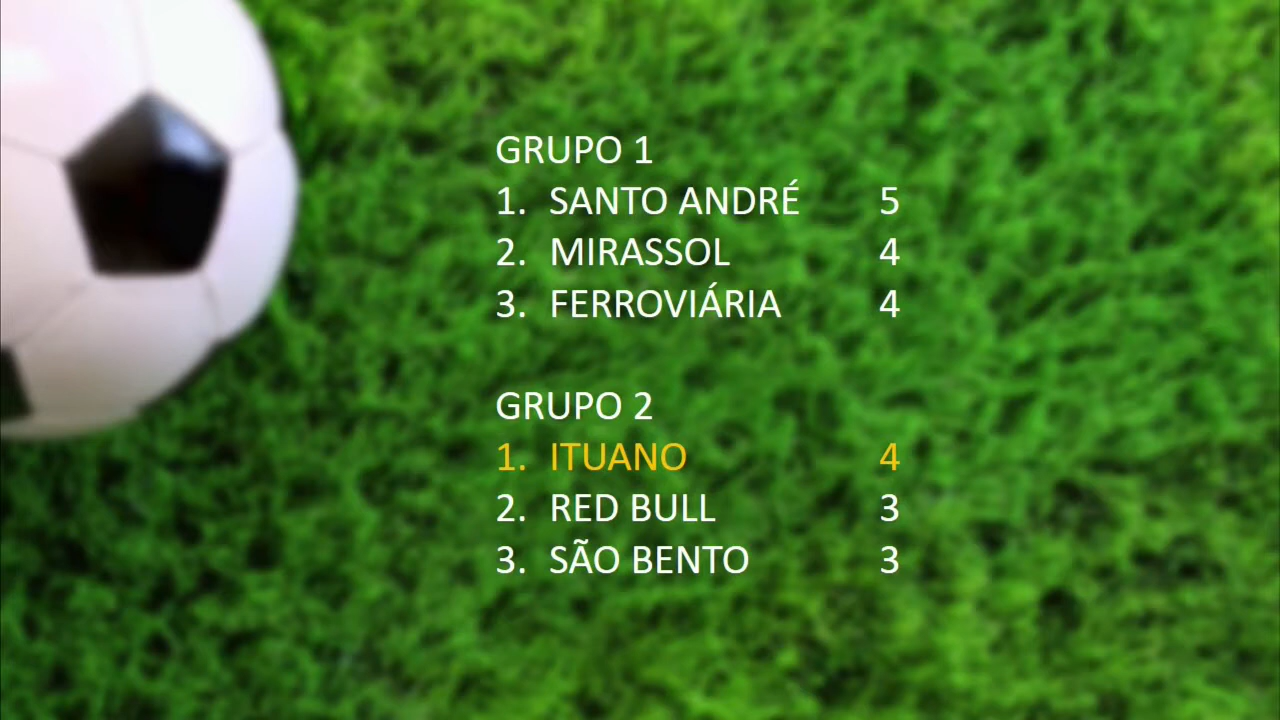 GRUPO 1
1. SANTO ANDRÉ 5
2. MIRASSOL 4
3. FERROVIÁRIA 4
GRUPO 2
1. ITUANO 4
2. RED BULL 3
3. SÃO BENTO 3